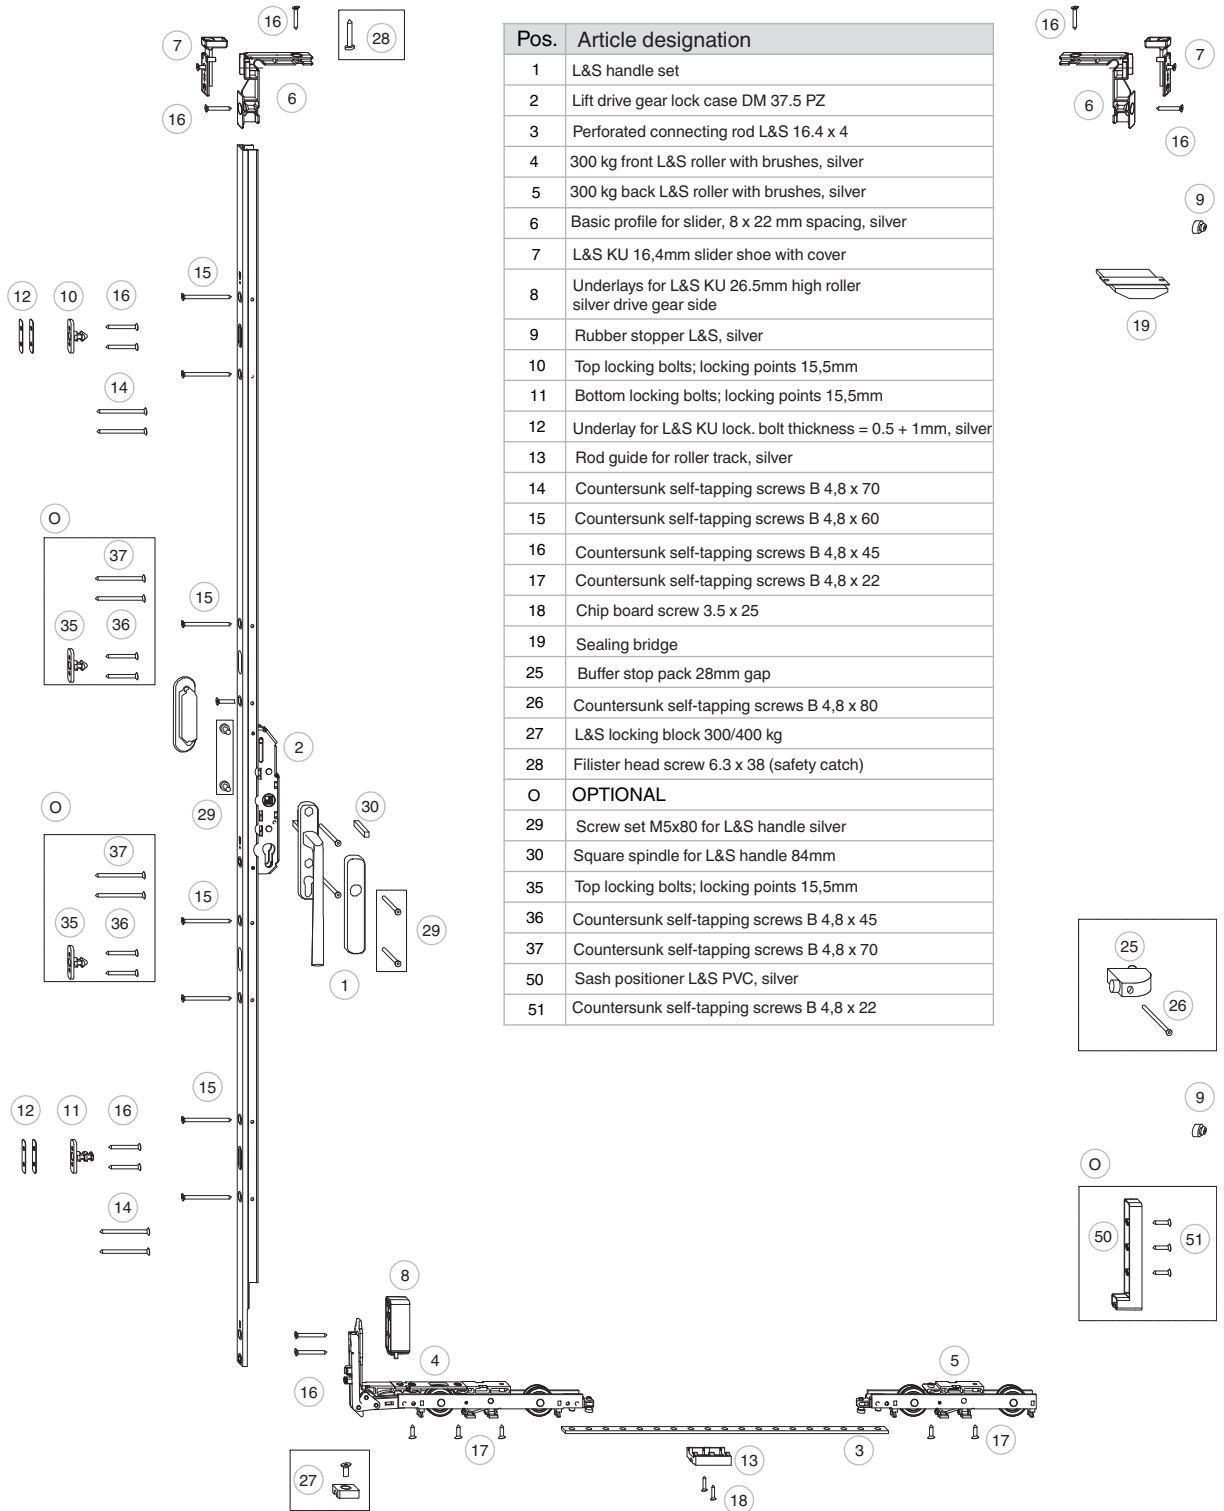 Pos. Article designation
1 L&S handle set
2 Lift drive gear lock case DM 37.5 PZ
3 Perforated connecting rod L&S 16.4 x 4
4 300 kg front L&S roller with brushes, silver
5 300 kg back L&S roller with brushes, silver
6 Basic profile for slider, 8 x 22 mm spacing, silver
7 L&S KU 16,4mm slider shoe with cover
8 Underlays for L&S KU 26.5mm high roller
silver drive gear side
9 Rubber stopper L&S, silver
10 Top locking bolts; locking points 15,5mm
11 Bottom locking bolts; locking points 15,5mm
12 Underlay for L&S KU lock. bolt thickness = 0.5 + 1mm, silver
13 Rod guide for roller track, silver
14 Countersunk self-tapping screws B 4,8 x 70
15 Countersunk self-tapping screws B 4,8 x 60
16 Countersunk self-tapping screws B 4,8 x 45
17 Countersunk self-tapping screws B 4,8 x 22
18 Chip board screw 3.5 x 25
19 Sealing bridge
25 Buffer stop pack 28mm gap
26 Countersunk self-tapping screws B 4,8 x 80
27 L&S locking block 300/400 kg
28 Filister head screw 6.3 x 38 (safety catch)
O OPTIONAL
29 Screw set M5x80 for L&S handle silver
30 Square spindle for L&S handle 84mm
35 Top locking bolts; locking points 15,5mm
36 Countersunk self-tapping screws B 4,8 x 45
37 Countersunk self-tapping screws B 4,8 x 70
50 Sash positioner L&S PVC, silver
51 Countersunk self-tapping screws B 4,8 x 22
16
28
7
6
16
15
12 10 16
14
O
37
15
35 36
2
O
29
30
37
15
35 36
29
1
15
12 11 16
14
8
4
16
17
27
13
18
3
5
17
16
7
6
16
9
19
25
26
9
O
50 51